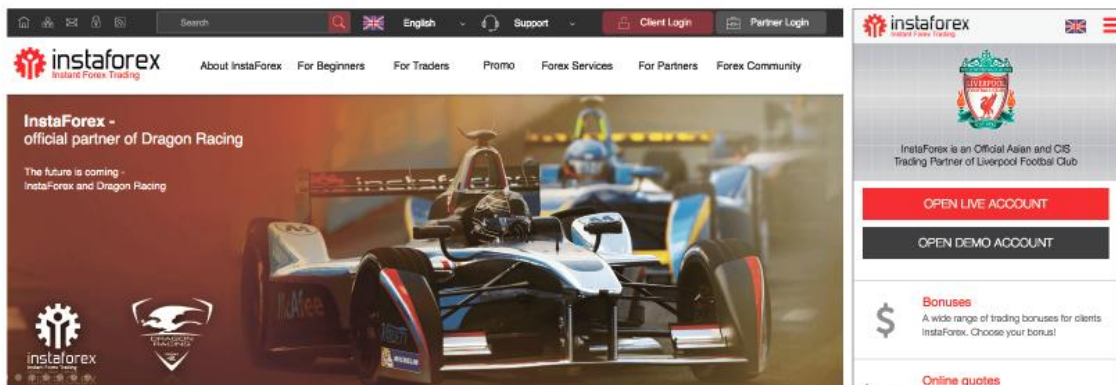 Search
English
Support
Client Login
Partner Login
instaforex
Instant Forex Trading
About InstaForex
For Beginners
For Traders
Promo
Forex Services
For Partners
Forex Community
InstaForex -
official partner of Dragon Racing
The future is coming -
InstaForex and Dragon Racing
instaforex
McAfee
MICHELIN
instaforex
Instant Forex Trading
DRAGON
RACING
instaforex
Instant Forex Trading
LIVERPOOL
InstaForex is an Official Asian and CIS
Trading Partner of Liverpool Footbal Club
OPEN LIVE ACCOUNT
OPEN DEMO ACCOUNT
$
Bonuses
A wide range of trading bonuses for clients
InstaForex. Choose your bonus!
Online quotes